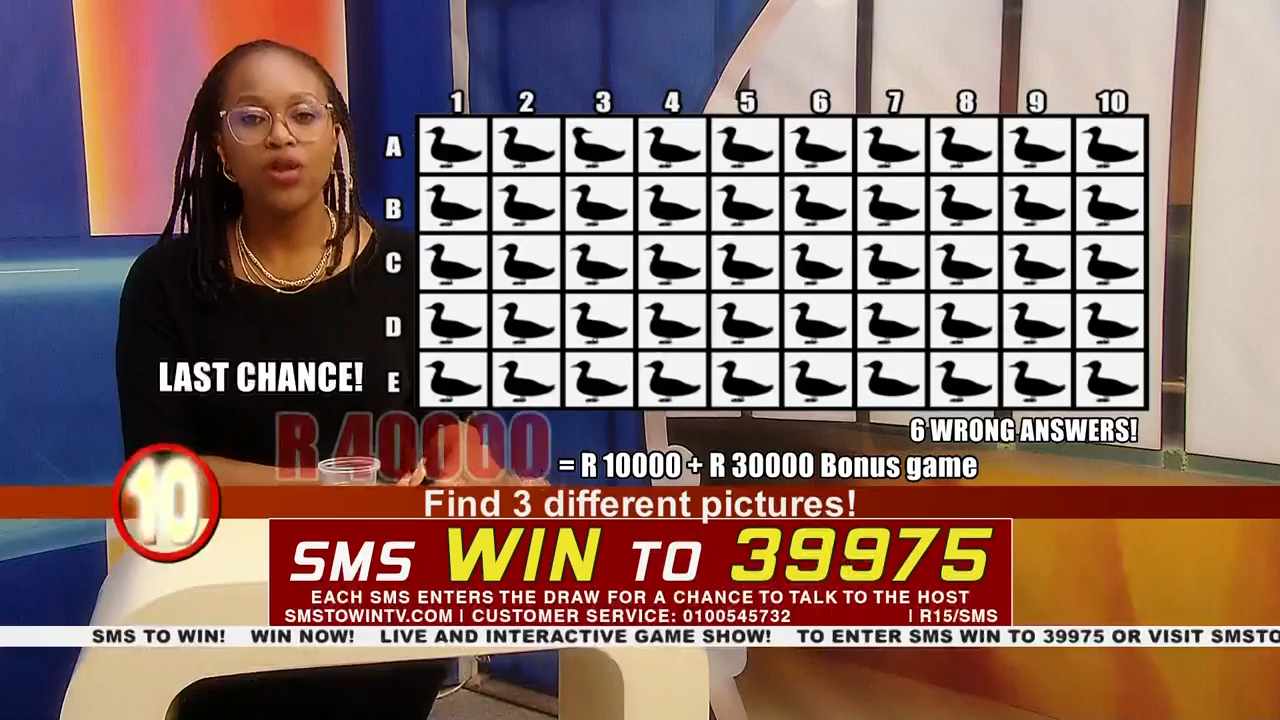 1 2 3 4 5 6 7 8 9 10
A
B
C
D
E
LAST CHANCE!
6 WRONG ANSWERS!
R 40000
= R 10000 + R 30000 Bonus game
10
Find 3 different pictures!
SMS WIN TO 39975
EACH SMS ENTERS THE DRAW FOR A CHANCE TO TALK TO THE HOST
SMSTOWINTV.COM | CUSTOMER SERVICE: 0100545732 | R15/SMS
SMS TO WIN! WIN NOW! LIVE AND INTERACTIVE GAME SHOW! TO ENTER SMS WIN TO 39975 OR VISIT SMSTO